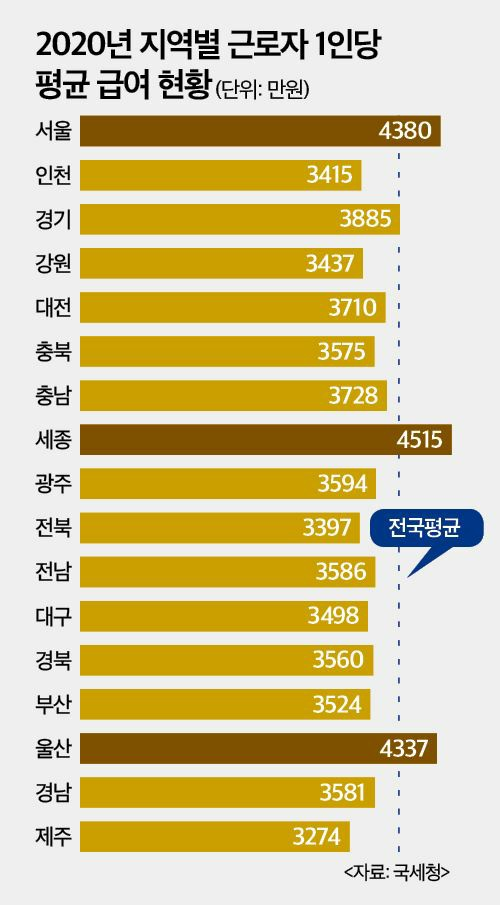 2020년 지역별 근로자 1인당
평균 급여 현황 (단위: 만원)
서울 4380
인천 3415
경기 3885
강원 3437
대전 3710
충북 3575
충남 3728
세종 4515
광주 3594
전북 3397
전국평균
전남 3586
대구 3498
경북 3560
부산 3524
울산 4337
경남 3581
제주 3274
<자료: 국세청>